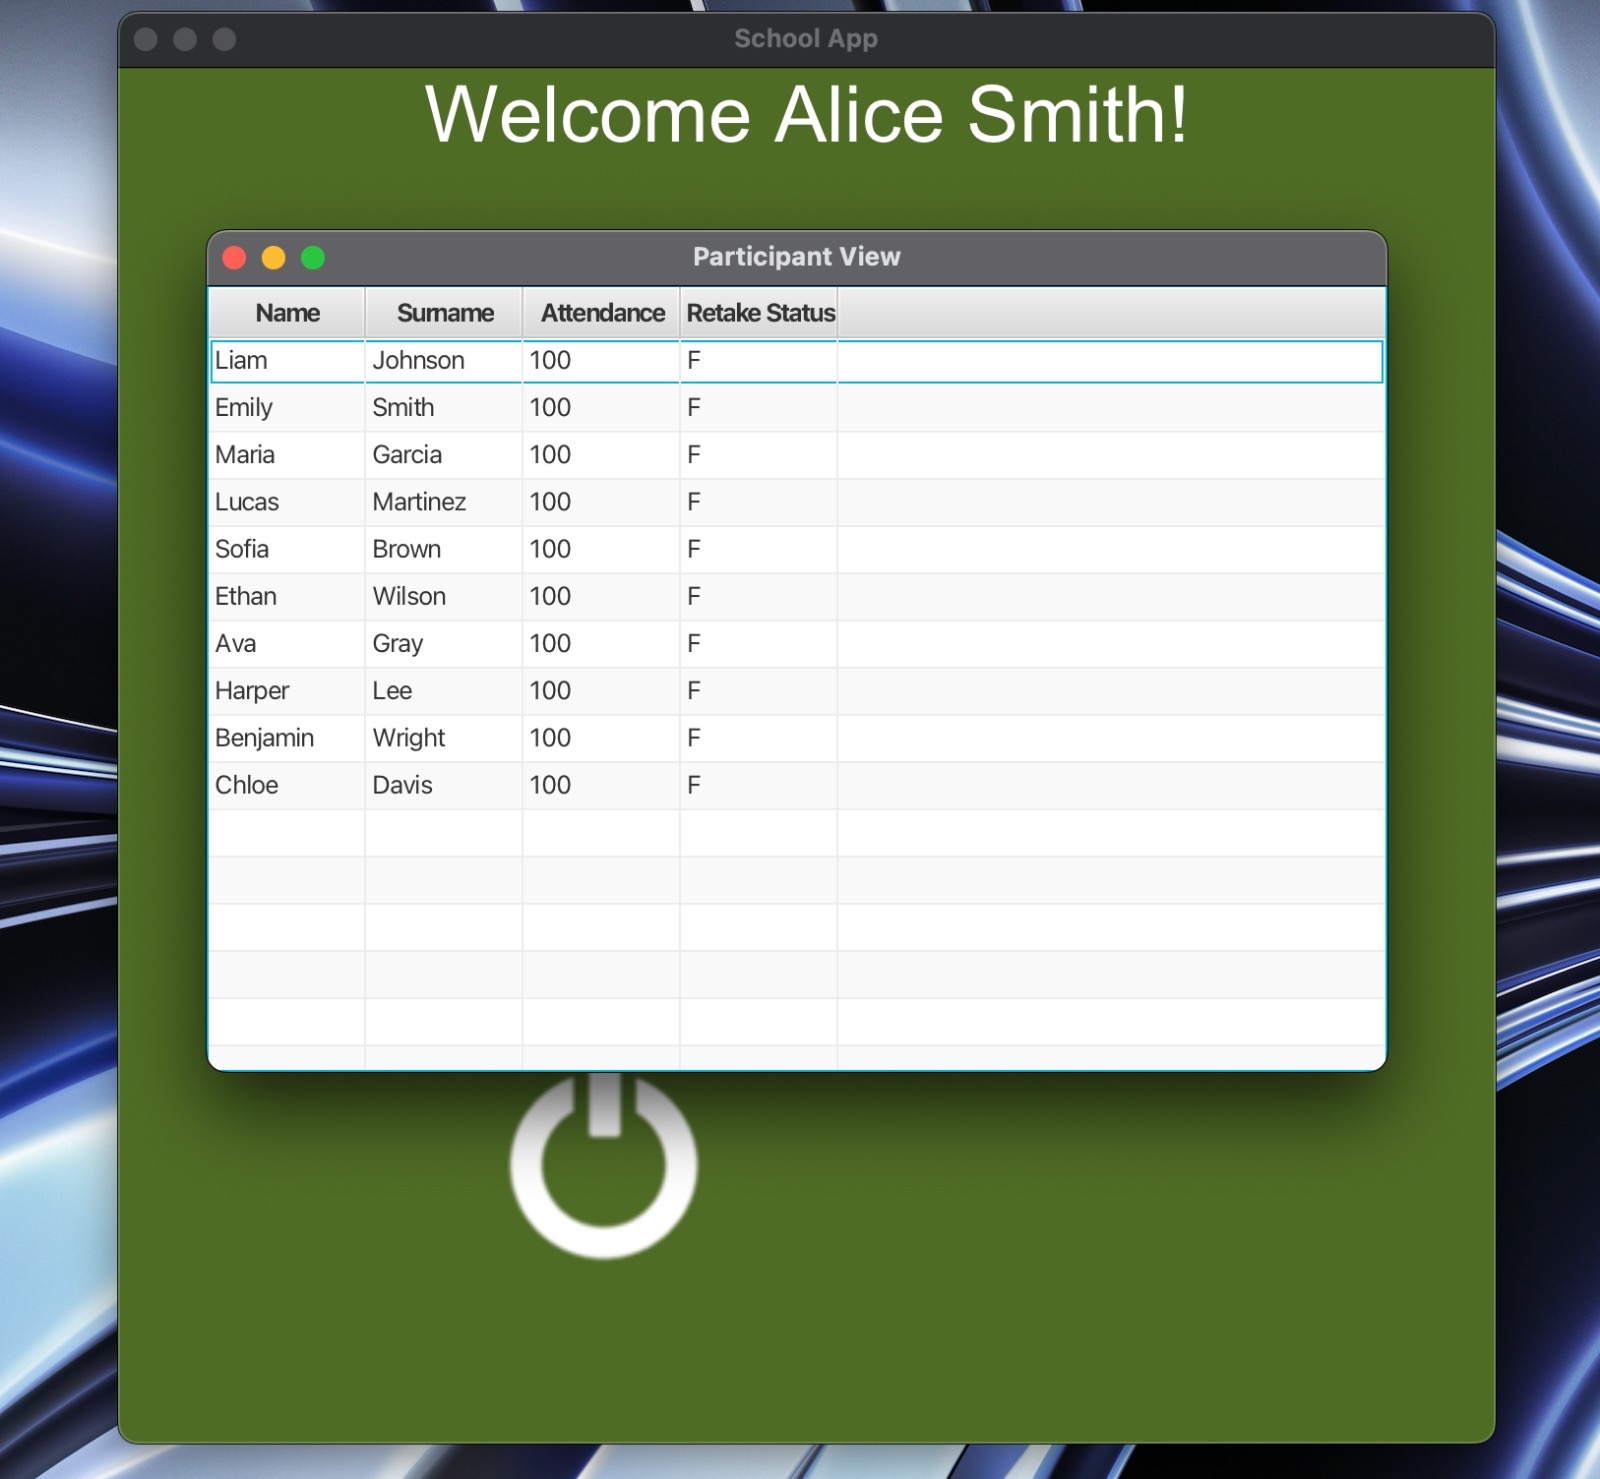 School App
Welcome Alice Smith!
Participant View
Name Surname Attendance Retake Status
Liam Johnson 100 F
Emily Smith 100 F
Maria Garcia 100 F
Lucas Martinez 100 F
Sofia Brown 100 F
Ethan Wilson 100 F
Ava Gray 100 F
Harper Lee 100 F
Benjamin Wright 100 F
Chloe Davis 100 F